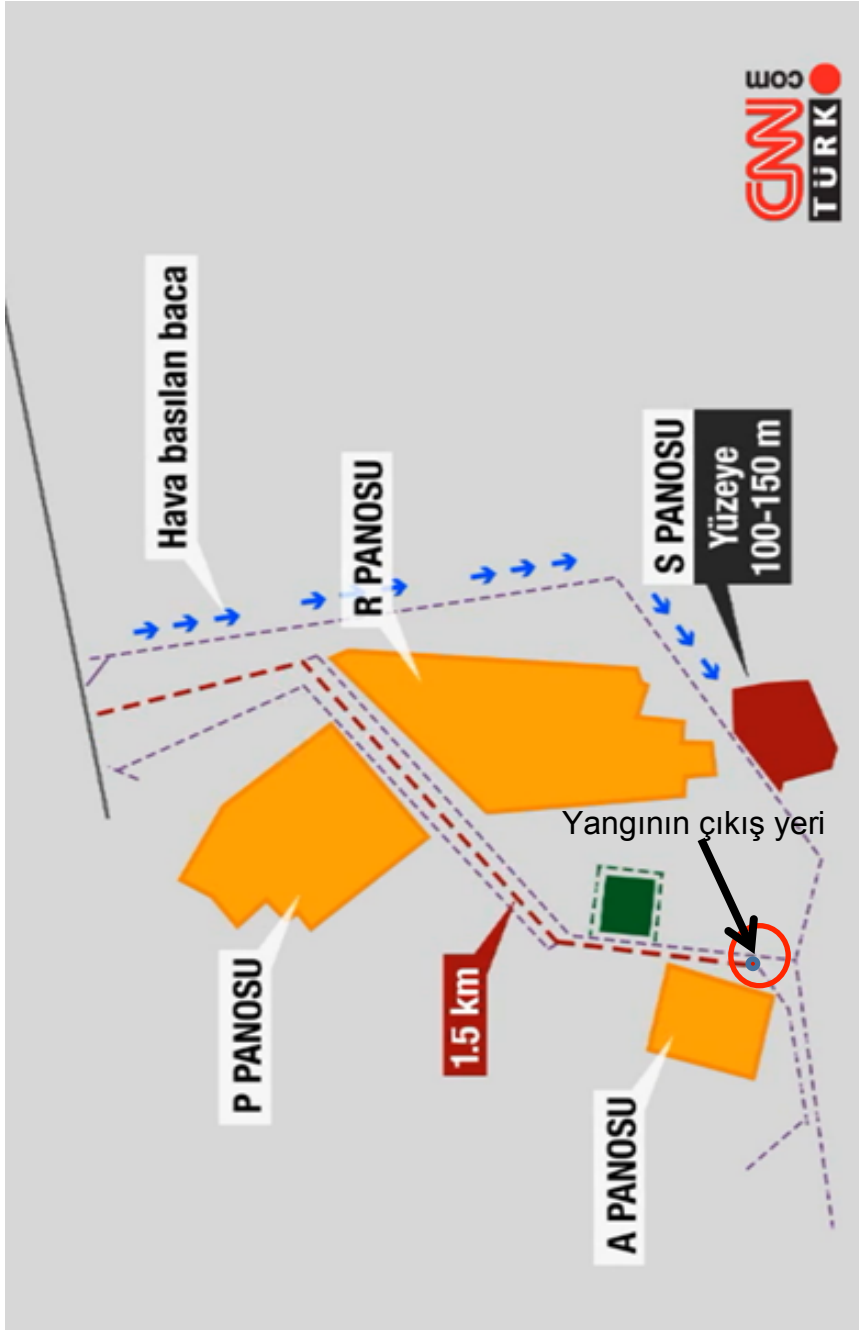 CNN
TÜRK
com
Hava basılan baca
R PANOSU
S PANOSU
Yüzeye
100-150 m
Yangının çıkış yeri
P PANOSU
1.5 km
A PANOSU